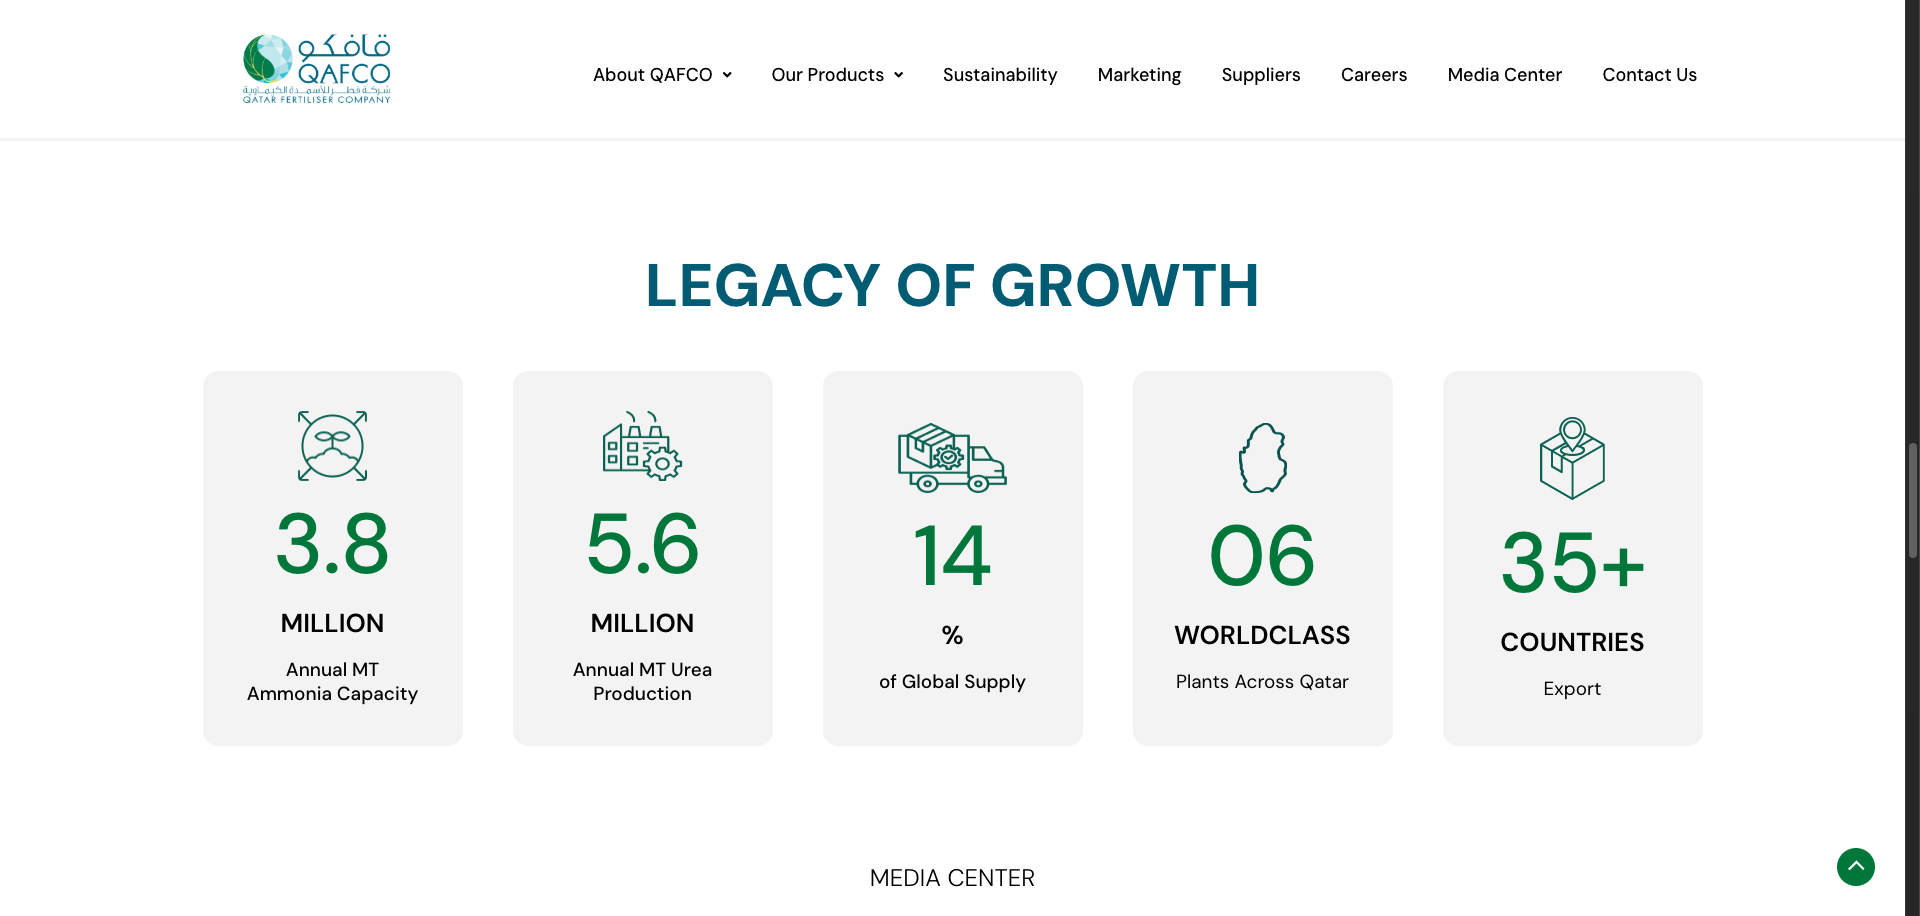 قافكو
QAFCO
شركة قطر للأسمدة الكيماوية
QATAR FERTILISER COMPANY
About QAFCO
Our Products
Sustainability
Marketing
Suppliers
Careers
Media Center
Contact Us
LEGACY OF GROWTH
3.8
MILLION
Annual MT
Ammonia Capacity
5.6
MILLION
Annual MT Urea
Production
14
%
of Global Supply
06
WORLDCLASS
Plants Across Qatar
35+
COUNTRIES
Export
MEDIA CENTER